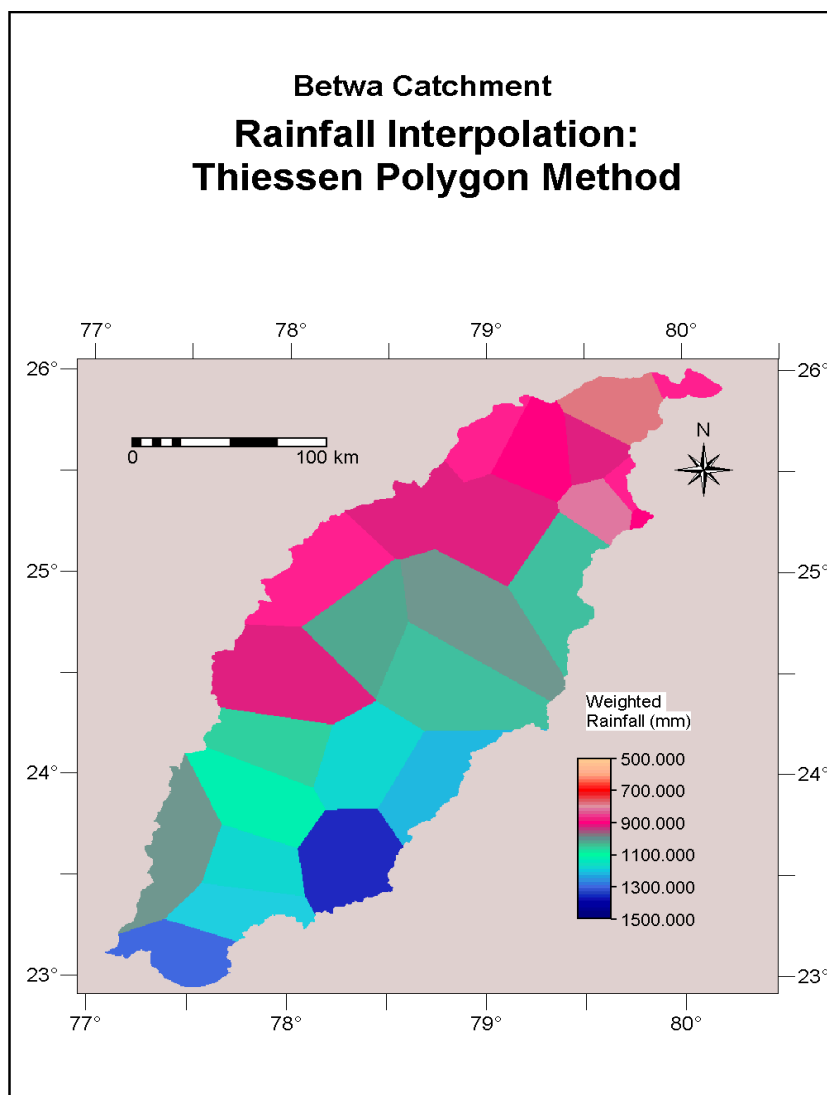 Betwa Catchment
Rainfall Interpolation:
Thiessen Polygon Method
77° 78° 79° 80°
26° 26°
N
0 100 km
25° 25°
Weighted
Rainfall (mm)
500.000
24° 24°
700.000
900.000
1100.000
1300.000
1500.000
23° 23°
77° 78° 79° 80°